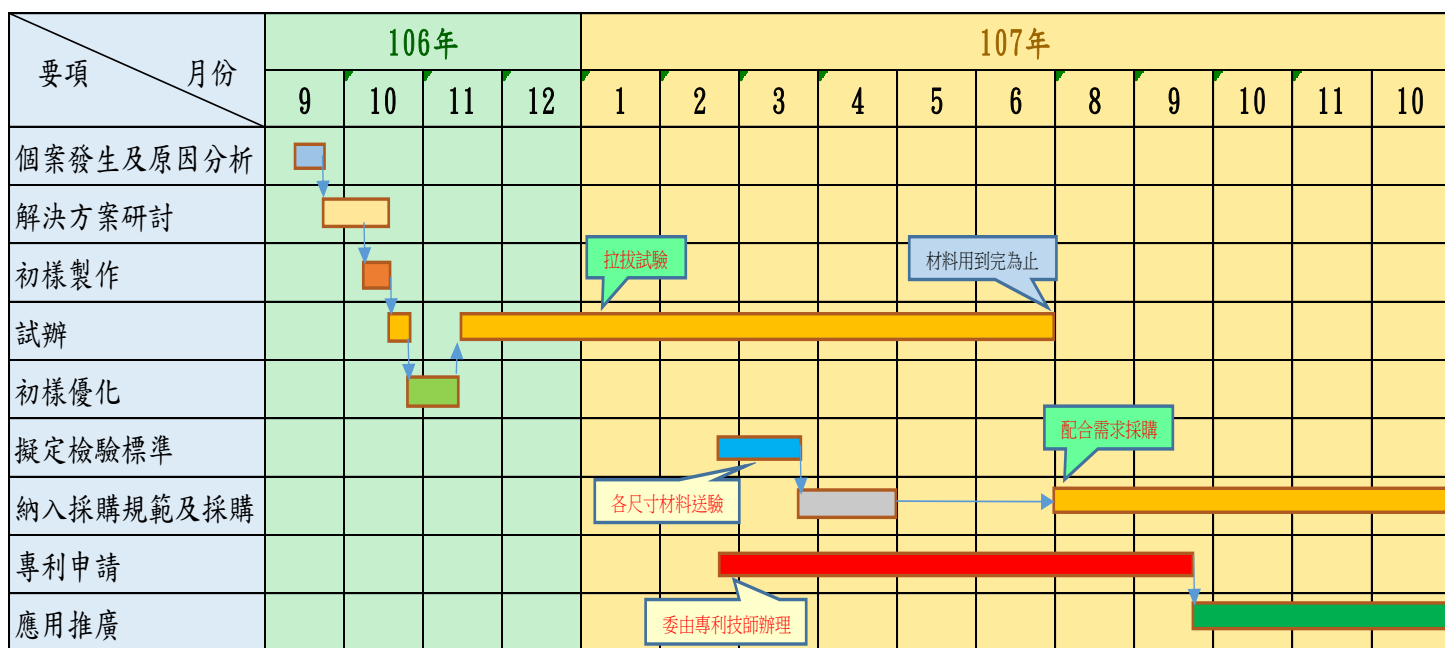 106年
107年
要項
月份
9 10 11 12 1 2 3 4 5 6 8 9 10 11 10
個案發生及原因分析
解決方案研討
初樣製作
拉拔試驗
材料用到完為止
試辦
初樣優化
擬定檢驗標準
配合需求採購
納入採購規範及採購
各尺寸材料送驗
專利申請
應用推廣
委由專利技師辦理